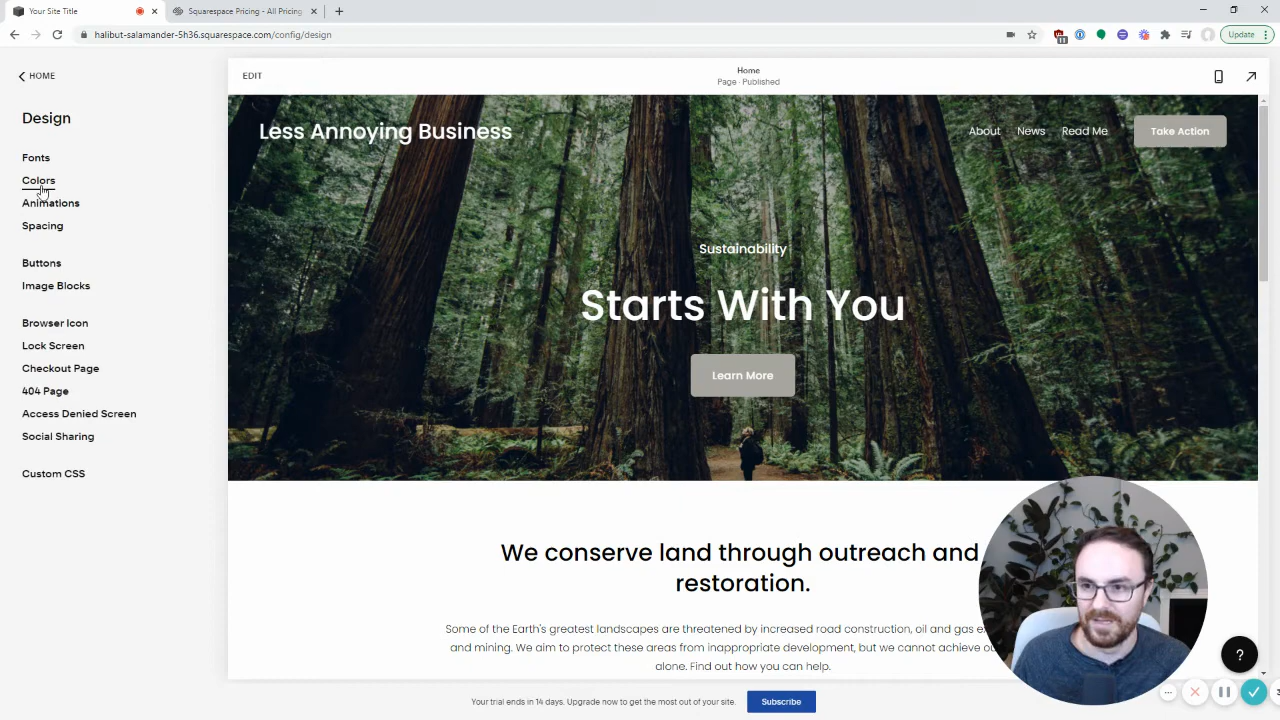 Your Site Title
Squarespace Pricing - All Pricing
halibut-salamander-5h36.squarespace.com/config/design
11
Update
HOME
Design
Fonts
Colors
Animations
Spacing
Buttons
Image Blocks
Browser Icon
Lock Screen
Checkout Page
404 Page
Access Denied Screen
Social Sharing
Custom CSS
EDIT
Home
Page · Published
Less Annoying Business
About News Read Me Take Action
Sustainability
Starts With You
Learn More
We conserve land through outreach and
restoration.
Some of the Earth's greatest landscapes are threatened by increased road construction, oil and gas
and mining. We aim to protect these areas from inappropriate development, but we cannot achieve
alone. Find out how you can help.
?
Your trial ends in 14 days. Upgrade now to get the most out of your site.
Subscribe